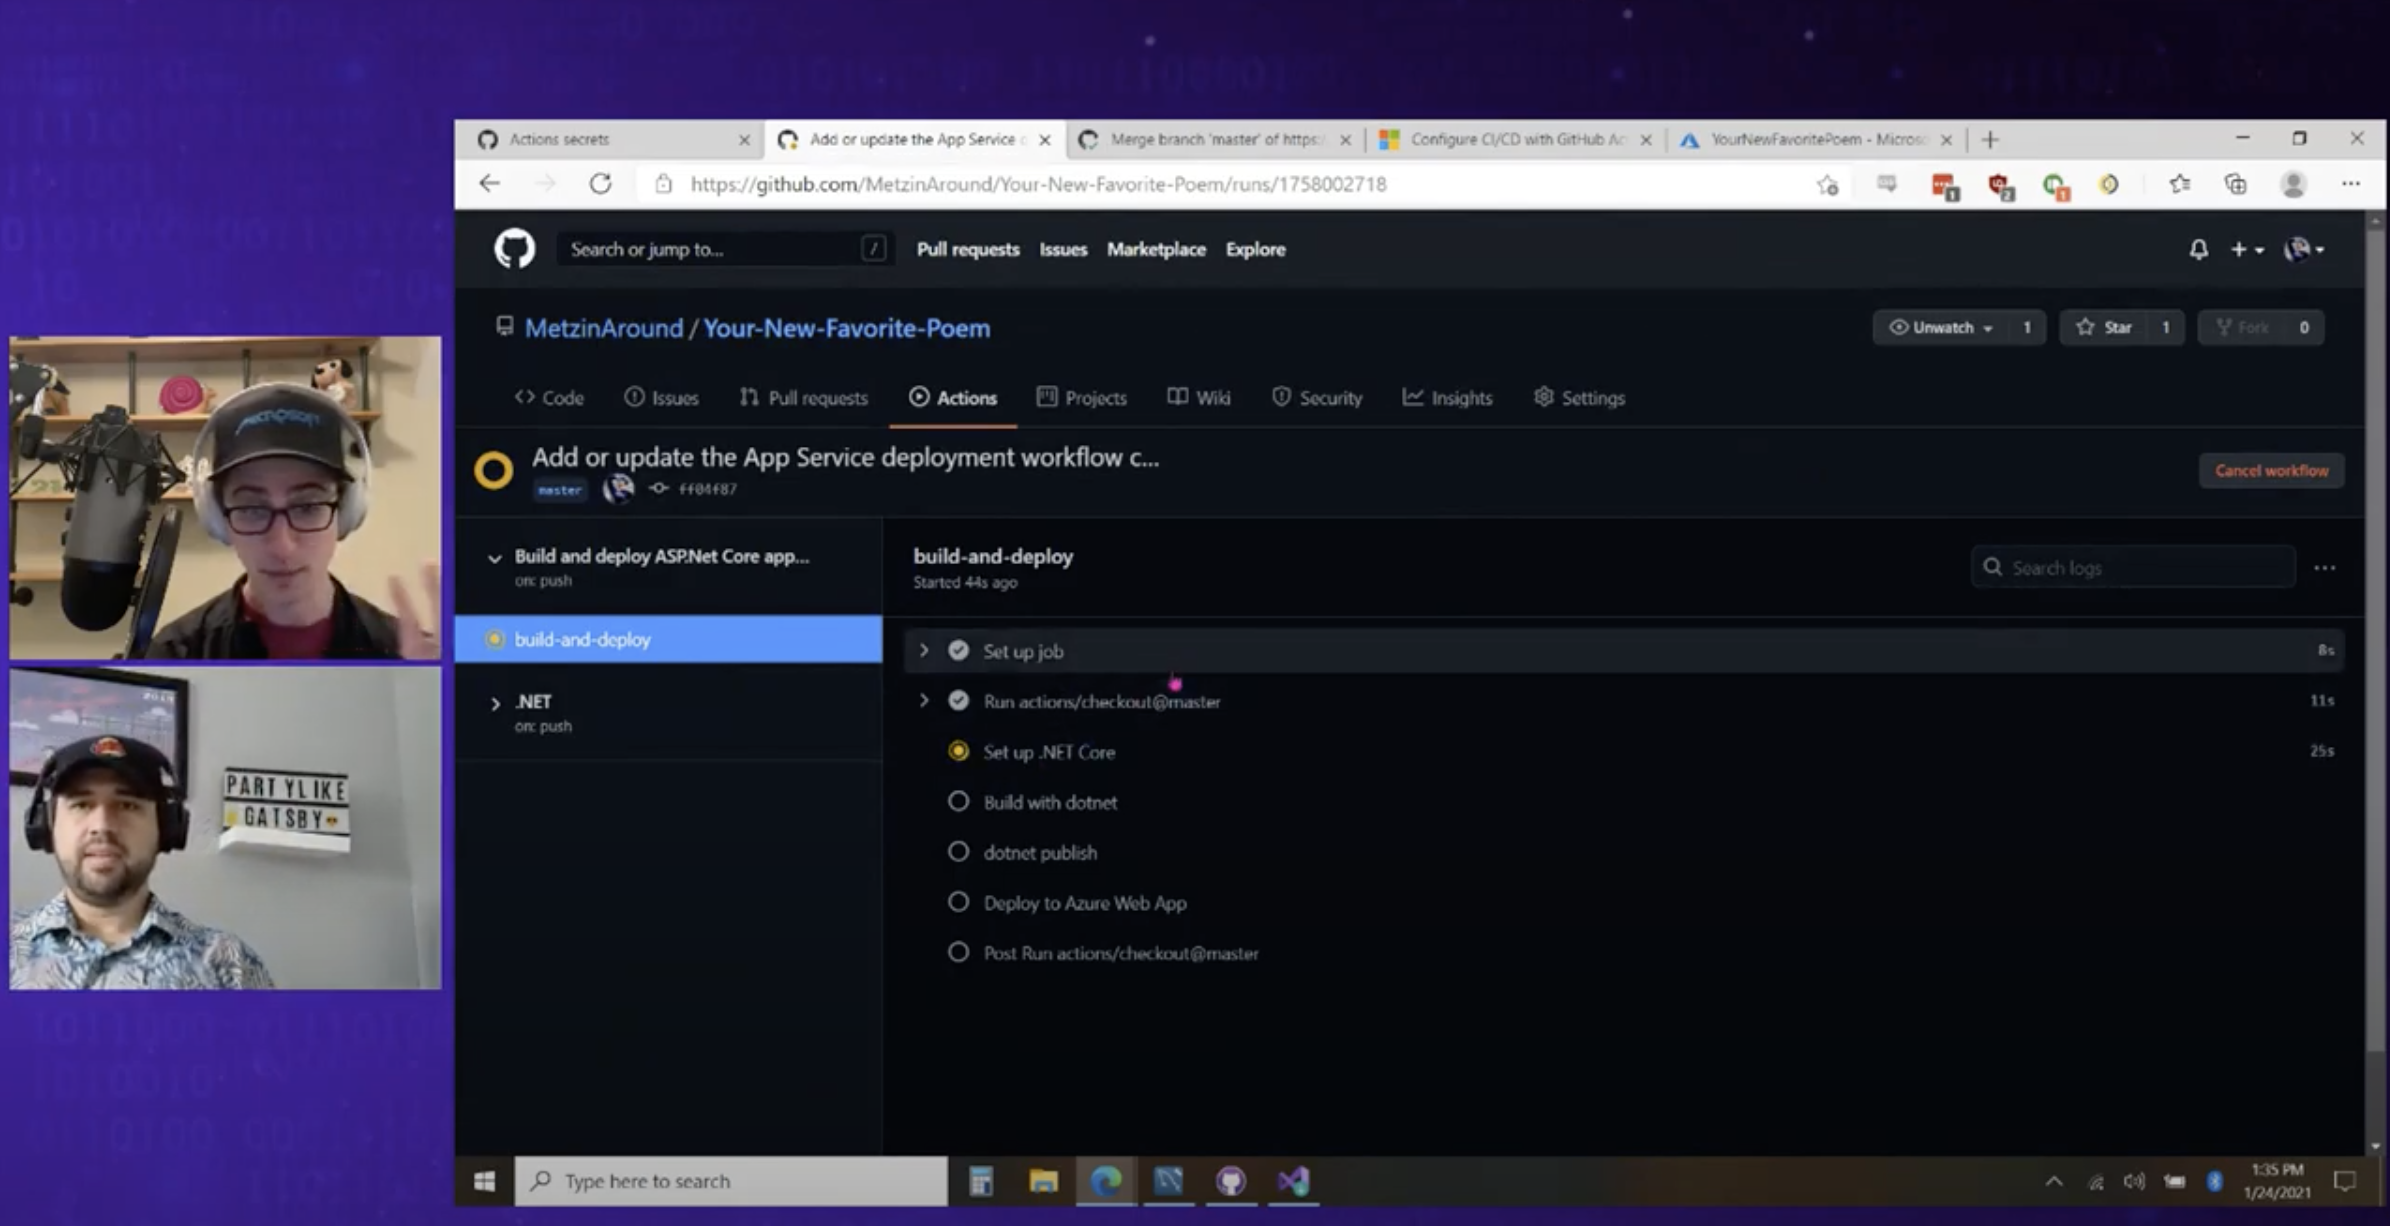 Actions secrets
Add or update the App Service
Merge branch 'master' of https:/
Configure CI/CD with GitHub Ac
YourNewFavoritePoem - Microso
https://github.com/MetzinAround/Your-New-Favorite-Poem/runs/1758002718
1
2
1
Search or jump to...
/
Pull requests
Issues
Marketplace
Explore
MetzinAround / Your-New-Favorite-Poem
Unwatch 1
Star 1
Fork 0
Code
Issues
Pull requests
Actions
Projects
Wiki
Security
Insights
Settings
Add or update the App Service deployment workflow c...
master ff04f87
Cancel workflow
Build and deploy ASP.Net Core app...
on: push
build-and-deploy
.NET
on: push
build-and-deploy
Started 44s ago
Search logs
Set up job 8s
Run actions/checkout@master 11s
Set up .NET Core 25s
Build with dotnet
dotnet publish
Deploy to Azure Web App
Post Run actions/checkout@master
MICROSOFT
PARTYLIKE
GATSBY
Type here to search
1:35 PM
1/24/2021